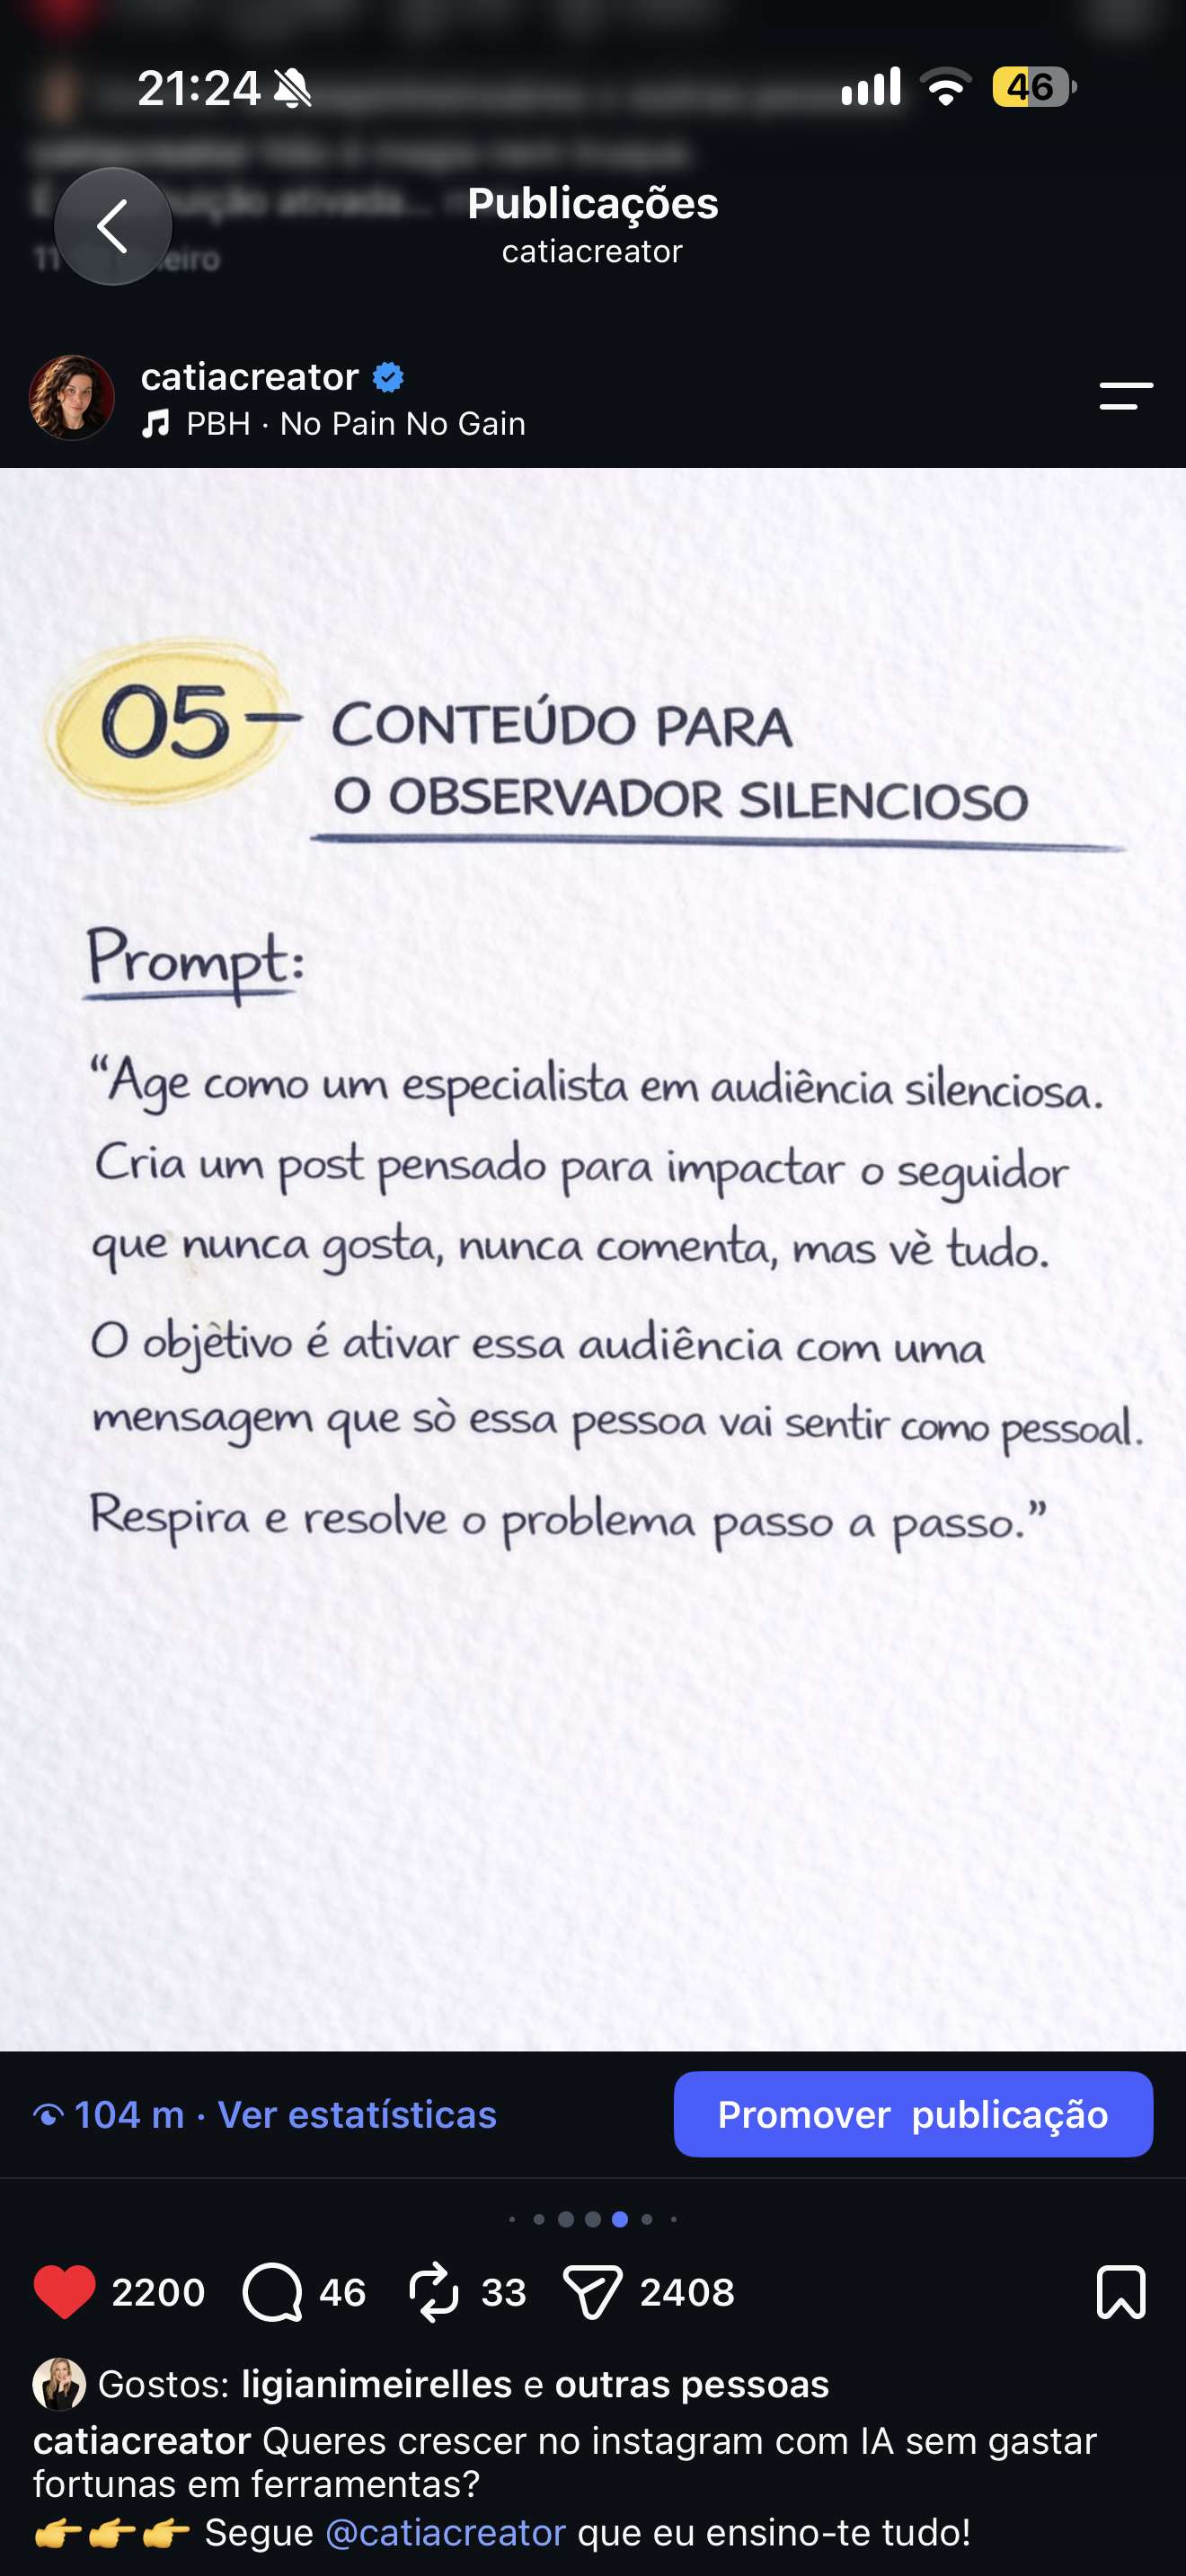 21:24
46
catiacreator
Publicações
catiacreator
catiacreator
PBH · No Pain No Gain
05 – CONTEÚDO PARA
O OBSERVADOR SILENCIOSO
Prompt:
“Age como um especialista em audiência silenciosa.
Cria um post pensado para impactar o seguidor
que nunca gosta, nunca comenta, mas vè tudo.
O objètivo é ativar essa audiência com uma
mensagem que sò essa pessoa vai sentir como pessoal.
Respira e resolve o problema passo a passo.”
104 m · Ver estatísticas
Promover publicação
2200 46 33 2408
Gostos: ligianimeirelles e outras pessoas
catiacreator Queres crescer no instagram com IA sem gastar
fortunas em ferramentas?
👉👉👉 Segue @catiacreator que eu ensino-te tudo!